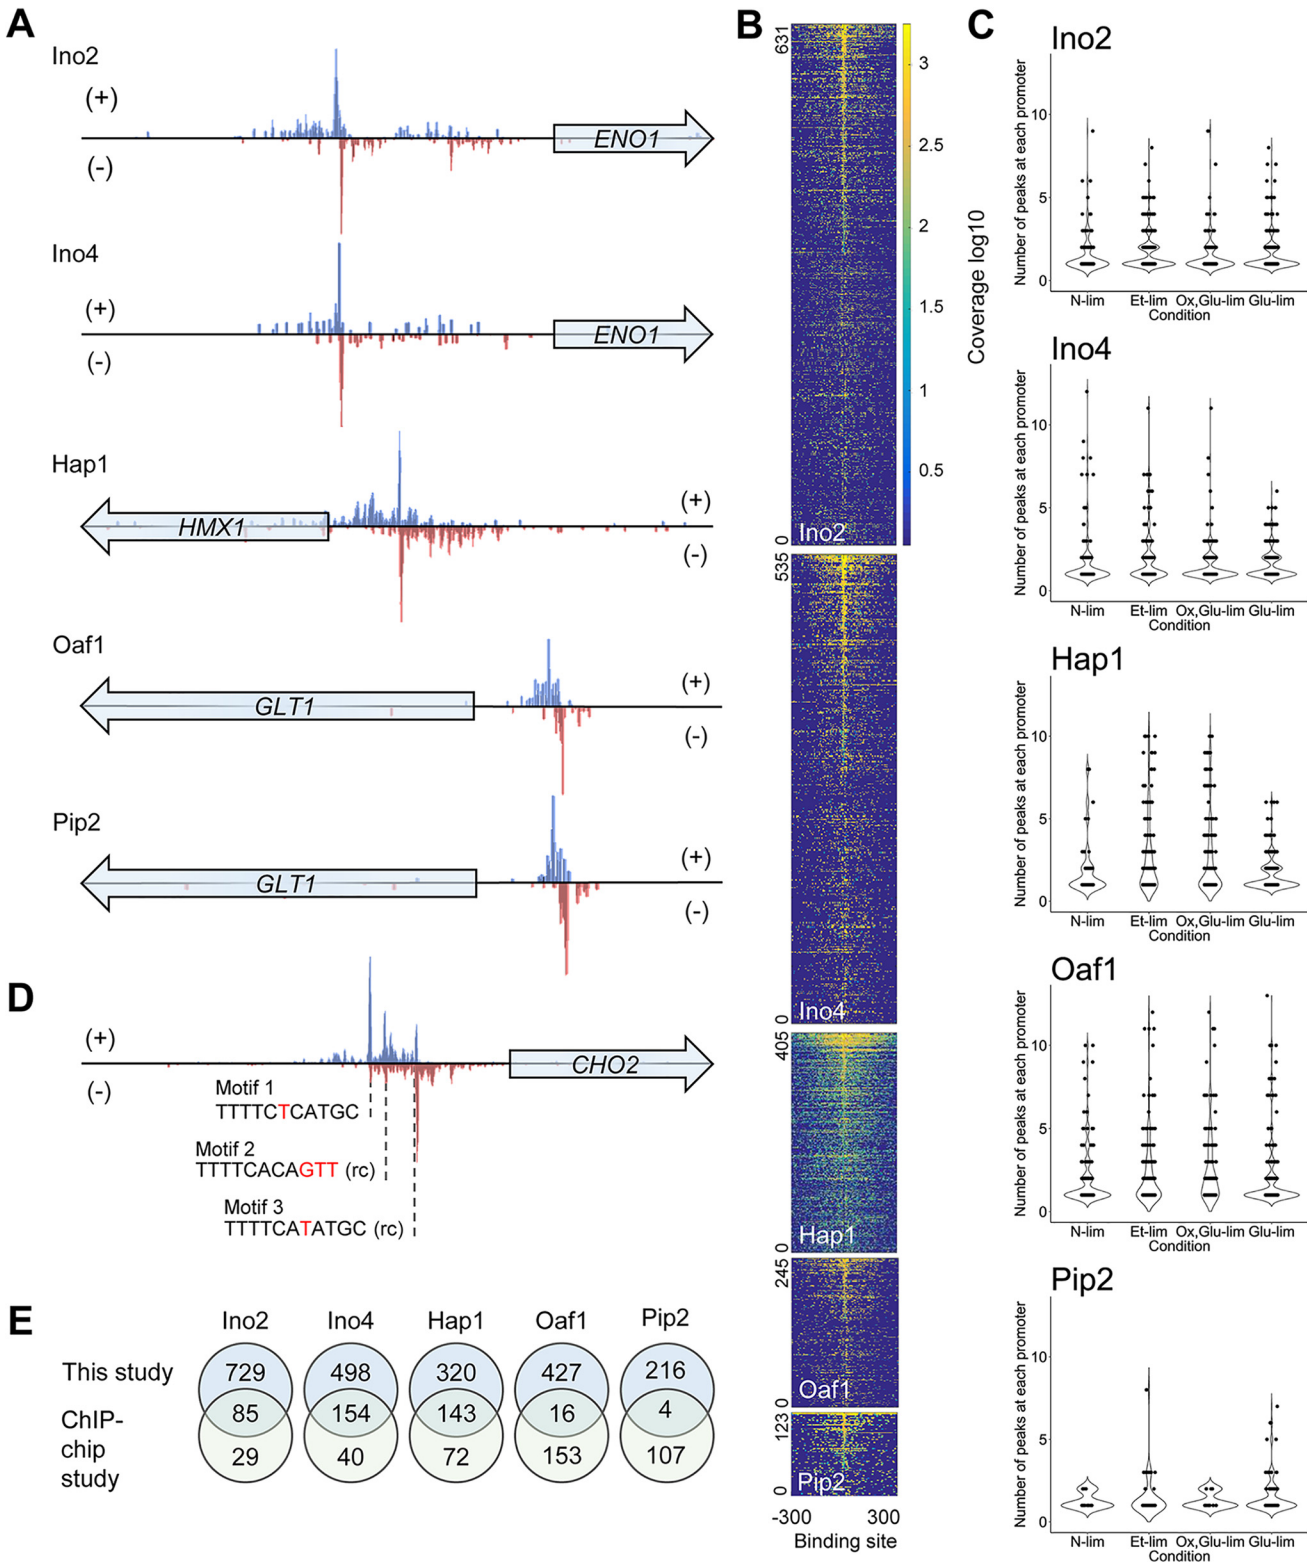 A
Ino2
(+)
(-)
ENO1
Ino4
(+)
(-)
ENO1
Hap1
(+)
(-)
HMX1
Oaf1
(+)
(-)
GLT1
Pip2
(+)
(-)
GLT1
B
631
0
Ino2
535
0
Ino4
405
0
Hap1
245
0
Oaf1
123
0
Pip2
-300 300
Binding site
3
2.5
2
1.5
1
0.5
Coverage log10
C
Ino2
Number of peaks at each promoter
10
5
0
N-lim Et-lim Ox,Glu-lim Glu-lim
Condition
Ino4
Number of peaks at each promoter
10
5
0
N-lim Et-lim Ox,Glu-lim Glu-lim
Condition
Hap1
Number of peaks at each promoter
10
5
0
N-lim Et-lim Ox,Glu-lim Glu-lim
Condition
Oaf1
Number of peaks at each promoter
10
5
0
N-lim Et-lim Ox,Glu-lim Glu-lim
Condition
Pip2
Number of peaks at each promoter
10
5
0
N-lim Et-lim Ox,Glu-lim Glu-lim
Condition
D
(+)
(-)
CHO2
Motif 1
TTTTCTCATGC
Motif 2
TTTTCACAGTT (rc)
Motif 3
TTTTCATATGC (rc)
E
Ino2 Ino4 Hap1 Oaf1 Pip2
This study 729 498 320 427 216
85 154 143 16 4
ChIP-
chip
study
29 40 72 153 107